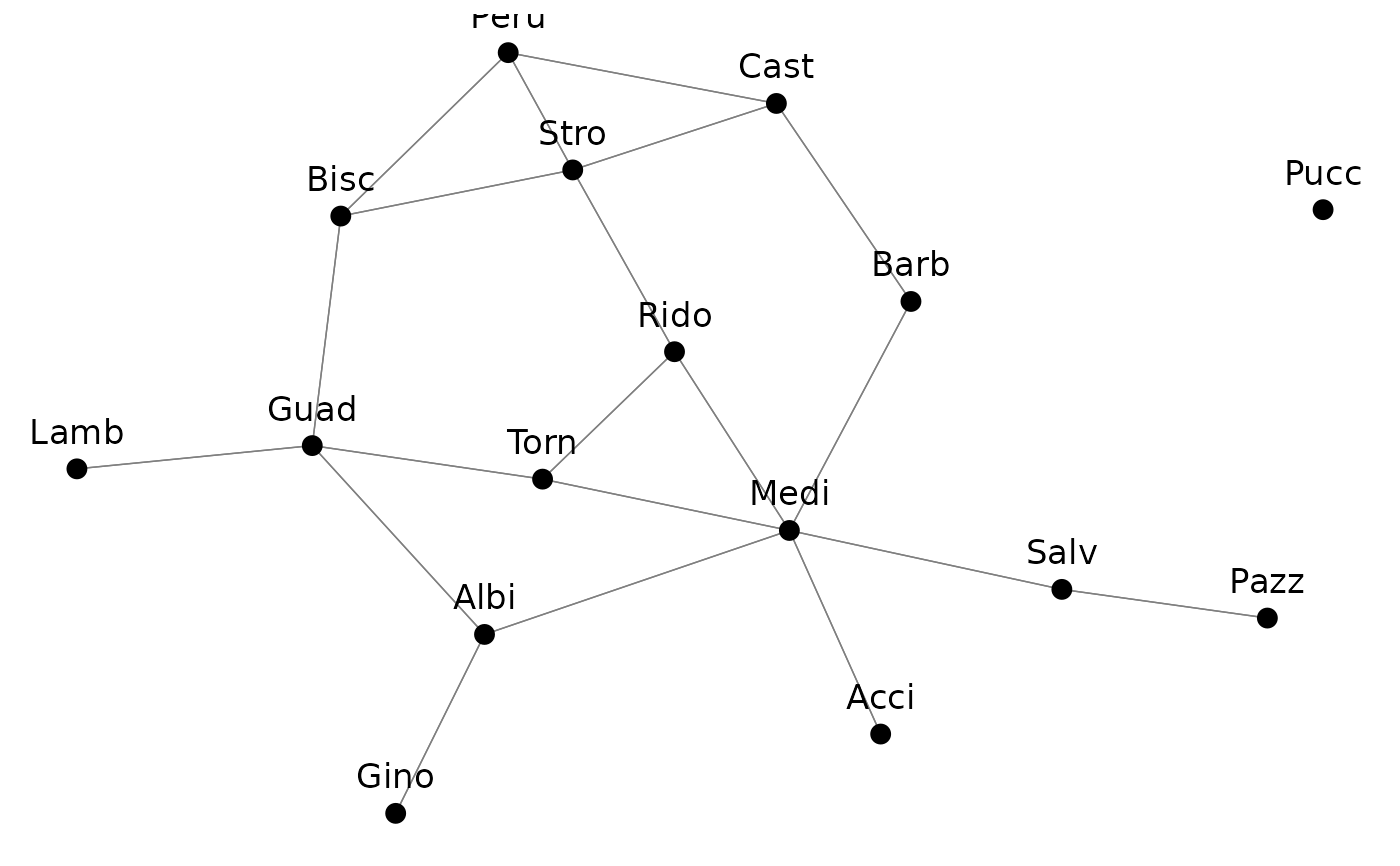 Peru
Cast
Stro
Bisc
Pucc
Barb
Rido
Guad
Lamb
Torn
Medi
Salv
Pazz
Albi
Acci
Gino